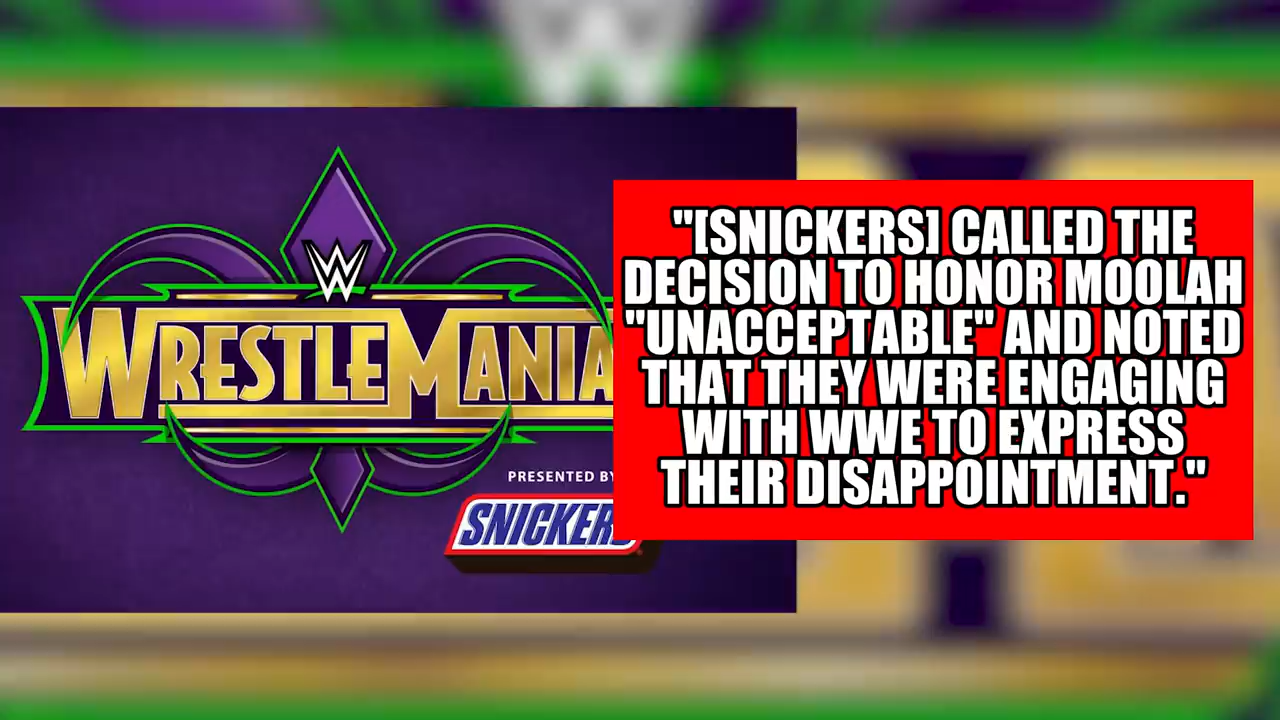 W
WRESTLEMANIA
PRESENTED BY
SNICKERS
"[SNICKERS] CALLED THE
DECISION TO HONOR MOOLAH
"UNACCEPTABLE" AND NOTED
THAT THEY WERE ENGAGING
WITH WWE TO EXPRESS
THEIR DISAPPOINTMENT."